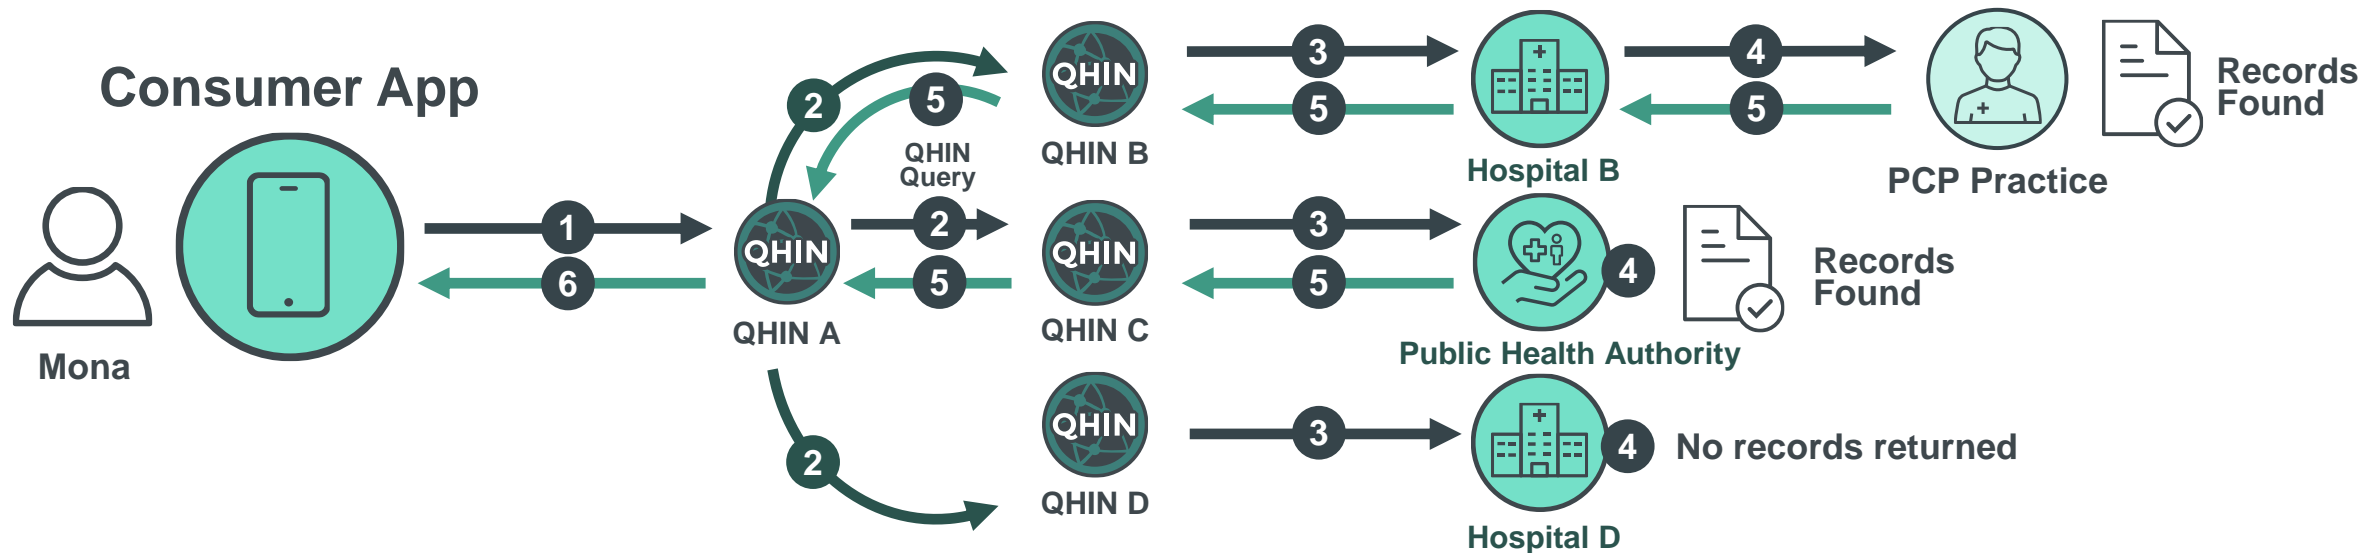 Consumer App
Mona
1
6
QHIN
QHIN A
2
5
QHIN
Query
2
5
2
QHIN
QHIN B
3
5
Hospital B
4
5
PCP Practice
Records
Found
QHIN
QHIN C
3
5
4
Public Health Authority
Records
Found
QHIN
QHIN D
3
4
Hospital D
No records returned